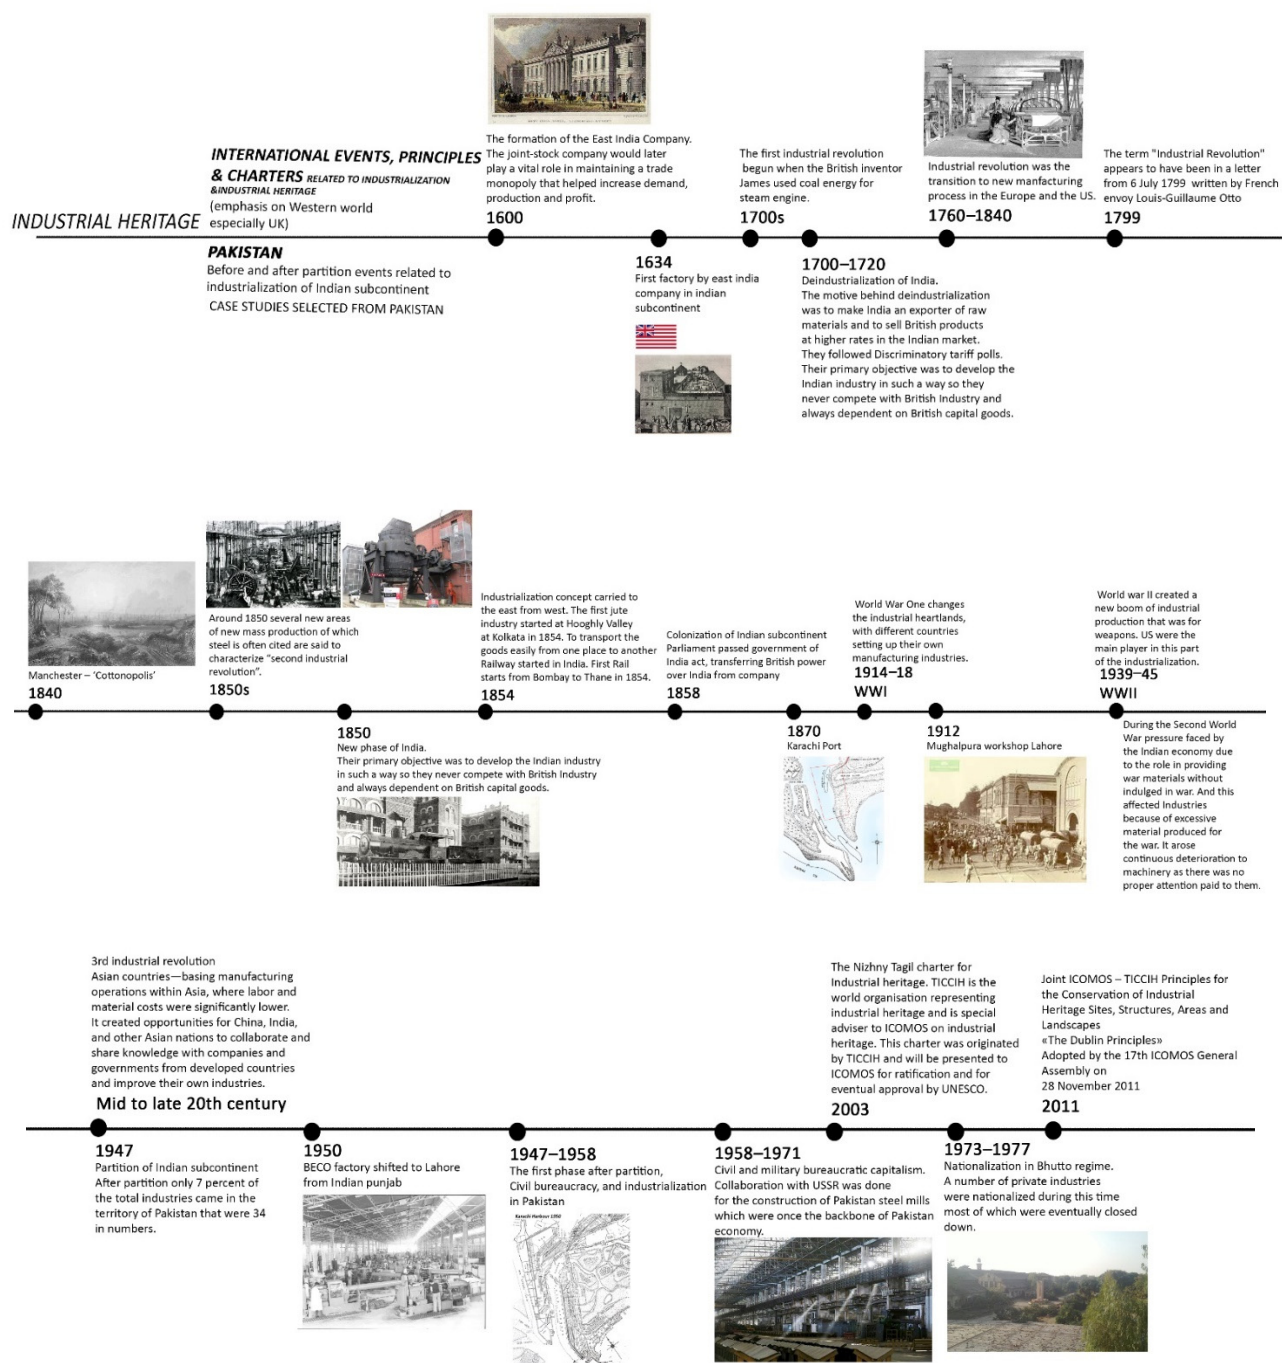 INDUSTRIAL HERITAGE
INTERNATIONAL EVENTS, PRINCIPLES
& CHARTERS RELATED TO INDUSTRIALIZATION
&INDUSTRIAL HERITAGE
(emphasis on Western world
especially UK)
PAKISTAN
Before and after partition events related to
industrialization of Indian subcontinent
CASE STUDIES SELECTED FROM PAKISTAN
The formation of the East India Company.
The joint-stock company would later
play a vital role in maintaining a trade
monopoly that helped increase demand,
production and profit.
1600
1634
First factory by east india
company in indian
subcontinent
The first industrial revolution
begun when the British inventor
James used coal energy for
steam engine.
1700s
1700–1720
Deindustrialization of India.
The motive behind deindustrialization
was to make India an exporter of raw
materials and to sell British products
at higher rates in the Indian market.
They followed Discriminatory tariff polls.
Their primary objective was to develop the
Indian industry in such a way so they
never compete with British Industry and
always dependent on British capital goods.
Industrial revolution was the
transition to new manfacturing
process in the Europe and the US.
1760–1840
The term "Industrial Revolution"
appears to have been in a letter
from 6 July 1799 written by French
envoy Louis-Guillaume Otto
1799
Manchester – ‘Cottonopolis’
1840
Around 1850 several new areas
of new mass production of which
steel is often cited are said to
characterize “second industrial
revolution”.
1850s
1850
New phase of India.
Their primary objective was to develop the Indian industry
in such a way so they never compete with British Industry
and always dependent on British capital goods.
Industrialization concept carried to
the east from west. The first jute
industry started at Hooghly Valley
at Kolkata in 1854. To transport the
goods easily from one place to another
Railway started in India. First Rail
starts from Bombay to Thane in 1854.
1854
Colonization of Indian subcontinent
Parliament passed government of
India act, transferring British power
over India from company
1858
1870
Karachi Port
World War One changes
the industrial heartlands,
with different countries
setting up their own
manufacturing industries.
1914–18
WWI
1912
Mughalpura workshop Lahore
World war II created a
new boom of industrial
production that was for
weapons. US were the
main player in this part
of the industrialization.
1939–45
WWII
During the Second World
War pressure faced by
the Indian economy due
to the role in providing
war materials without
indulged in war. And this
affected Industries
because of excessive
material produced for
the war. It arose
continuous deterioration to
machinery as there was no
proper attention paid to them.
3rd industrial revolution
Asian countries—basing manufacturing
operations within Asia, where labor and
material costs were significantly lower.
It created opportunities for China, India,
and other Asian nations to collaborate and
share knowledge with companies and
governments from developed countries
and improve their own industries.
Mid to late 20th century
1947
Partition of Indian subcontinent
After partition only 7 percent of
the total industries came in the
territory of Pakistan that were 34
in numbers.
1950
BECO factory shifted to Lahore
from Indian punjab
1947–1958
The first phase after partition,
Civil bureaucracy, and industrialization
in Pakistan
Karachi Harbour 1950
1958–1971
Civil and military bureaucratic capitalism.
Collaboration with USSR was done
for the construction of Pakistan steel mills
which were once the backbone of Pakistan
economy.
The Nizhny Tagil charter for
Industrial heritage. TICCIH is the
world organisation representing
industrial heritage and is special
adviser to ICOMOS on industrial
heritage. This charter was originated
by TICCIH and will be presented to
ICOMOS for ratification and for
eventual approval by UNESCO.
2003
1973–1977
Nationalization in Bhutto regime.
A number of private industries
were nationalized during this time
most of which were eventually closed
down.
Joint ICOMOS – TICCIH Principles for
the Conservation of Industrial
Heritage Sites, Structures, Areas and
Landscapes
«The Dublin Principles»
Adopted by the 17th ICOMOS General
Assembly on
28 November 2011
2011